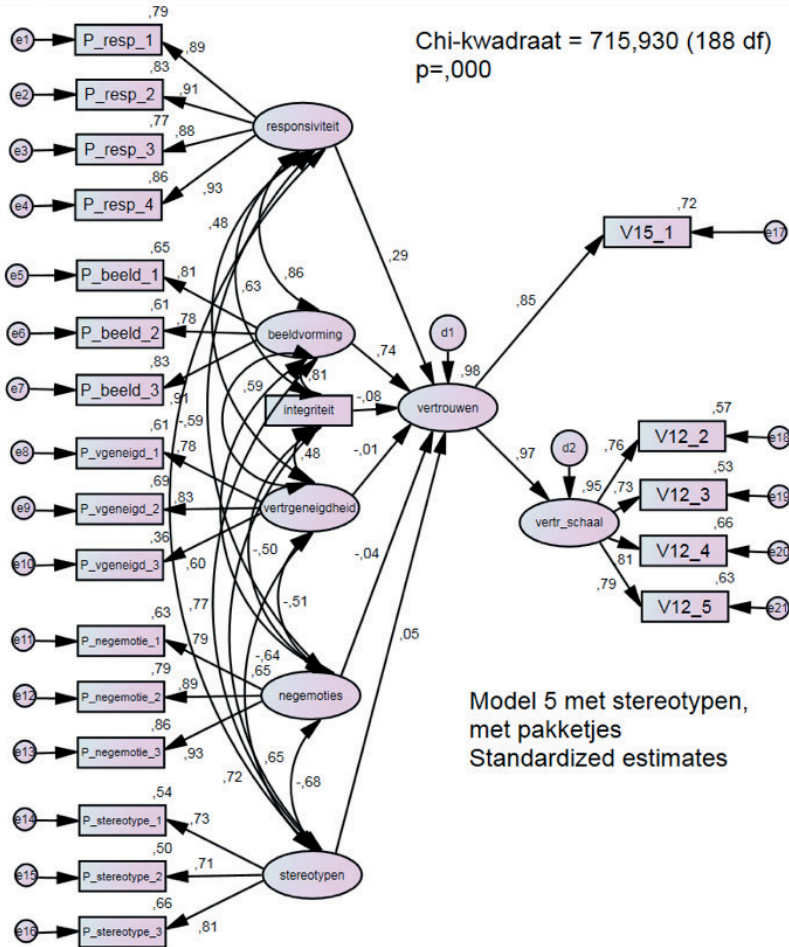 Chi-kwadraat = 715,930 (188 df)
p=,000
,79
e1
P_resp_1
,89
,83
e2
P_resp_2
,91
,77
e3
P_resp_3
,88
,86
e4
P_resp_4
,93
responsiviteit
,65
e5
P_beeld_1
,81
,61
e6
P_beeld_2
,78
,83
e7
P_beeld_3
,91
beeldvorming
integriteit
,61
e8
P_vgeneigd_1
,78
,69
e9
P_vgeneigd_2
,83
,36
e10
P_vgeneigd_3
,60
vertrgeneigdheid
,63
e11
P_negemotie_1
,79
,79
e12
P_negemotie_2
,89
,86
e13
P_negemotie_3
,93
negemoties
,54
e14
P_stereotype_1
,73
,50
e15
P_stereotype_2
,71
,66
e16
P_stereotype_3
,81
stereotypen
,48
,63
,86
,59
,81
-,59
,48
-,50
-,51
,77
-,64
,65
,72
,65
-,68
,29
,74
-,08
-,01
-,04
,05
d1
,98
vertrouwen
,85
,72
V15_1
e17
,97
d2
,95
vertr_schaal
,76
,57
V12_2
e18
,73
,53
V12_3
e19
,81
,66
V12_4
e20
,79
,63
V12_5
e21
Model 5 met stereotypen,
met pakketjes
Standardized estimates